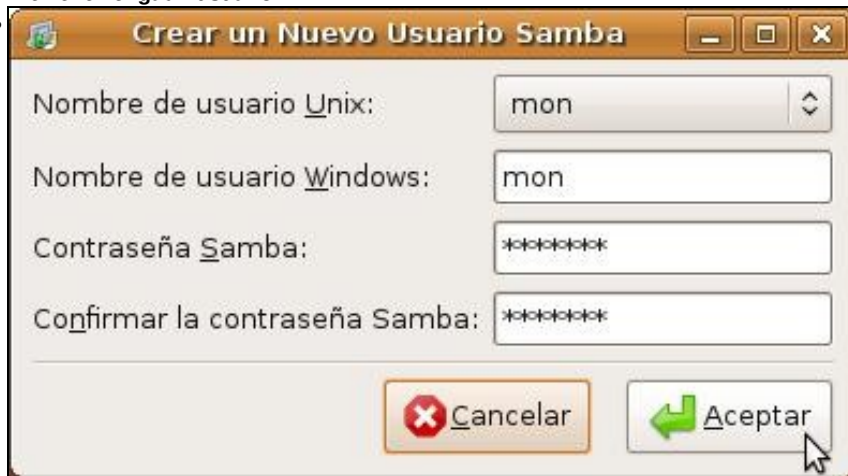 Crear un Nuevo Usuario Samba
Nombre de usuario Unix: mon
Nombre de usuario Windows: mon
Contraseña Samba: ********
Confirmar la contraseña Samba: ********
Cancelar Aceptar